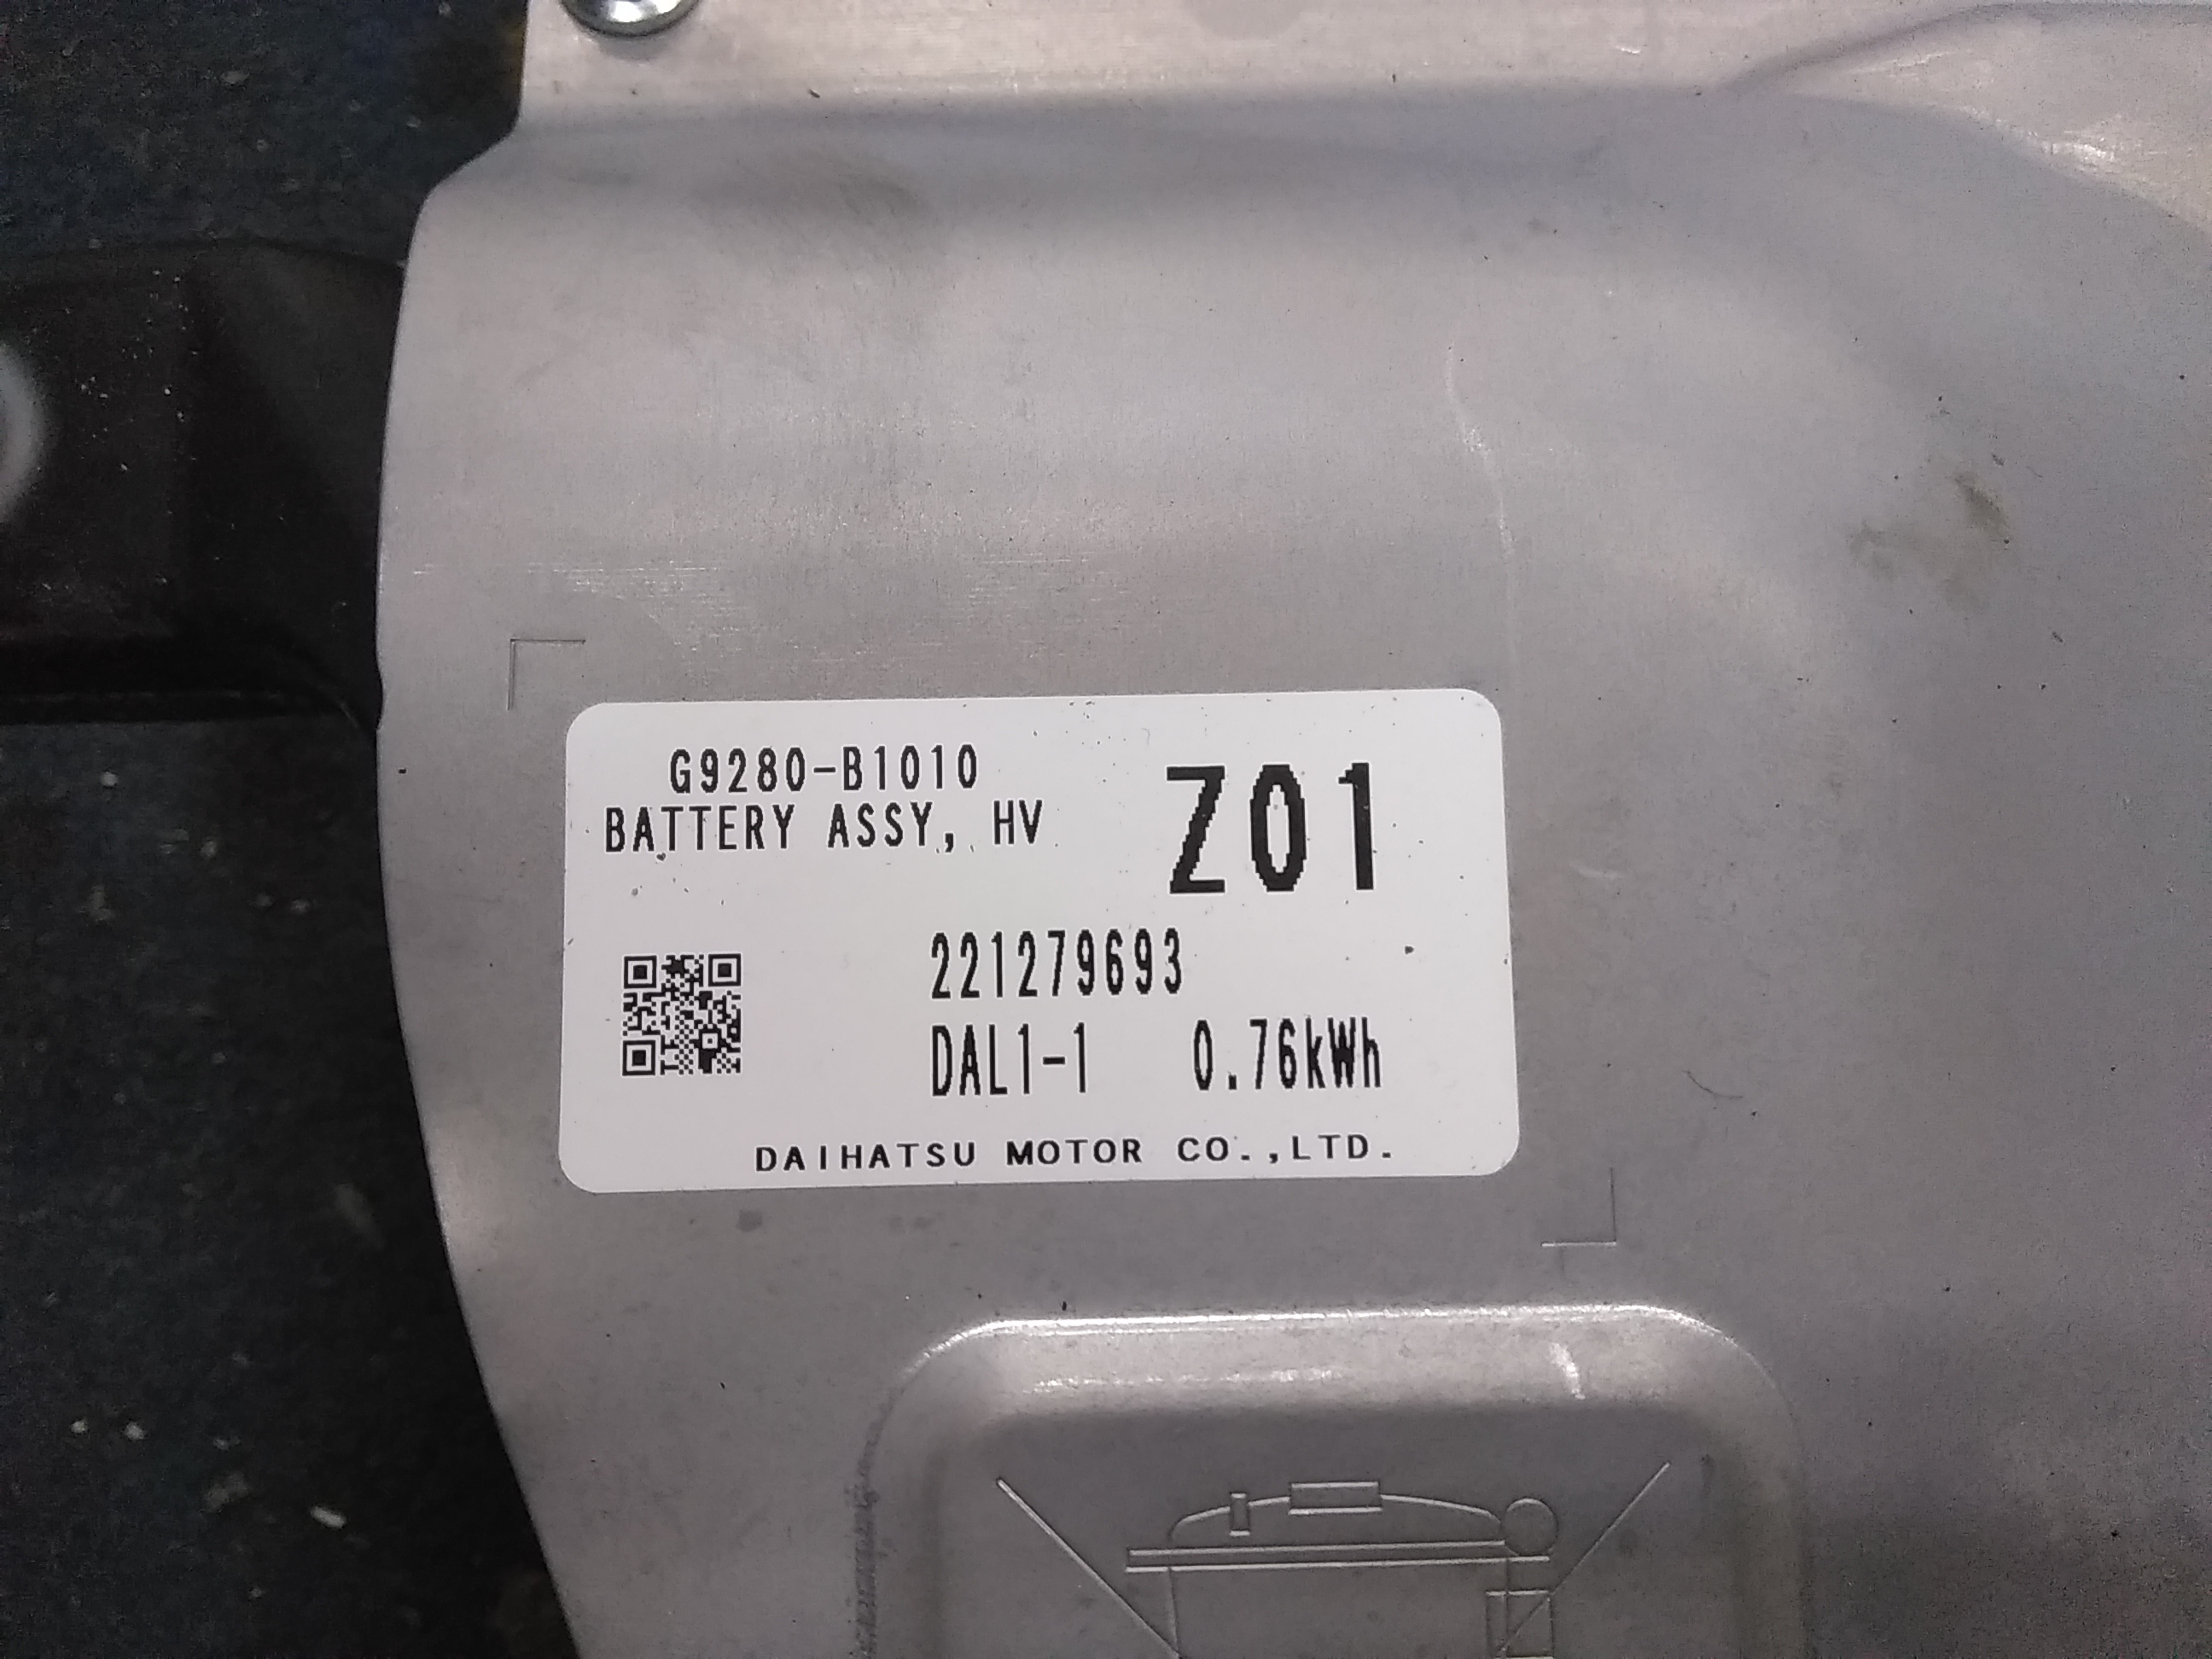 G9280-B1010
BATTERY ASSY, HV
Z01
221279693
DAL1-1 0.76kWh
DAIHATSU MOTOR CO.,LTD.